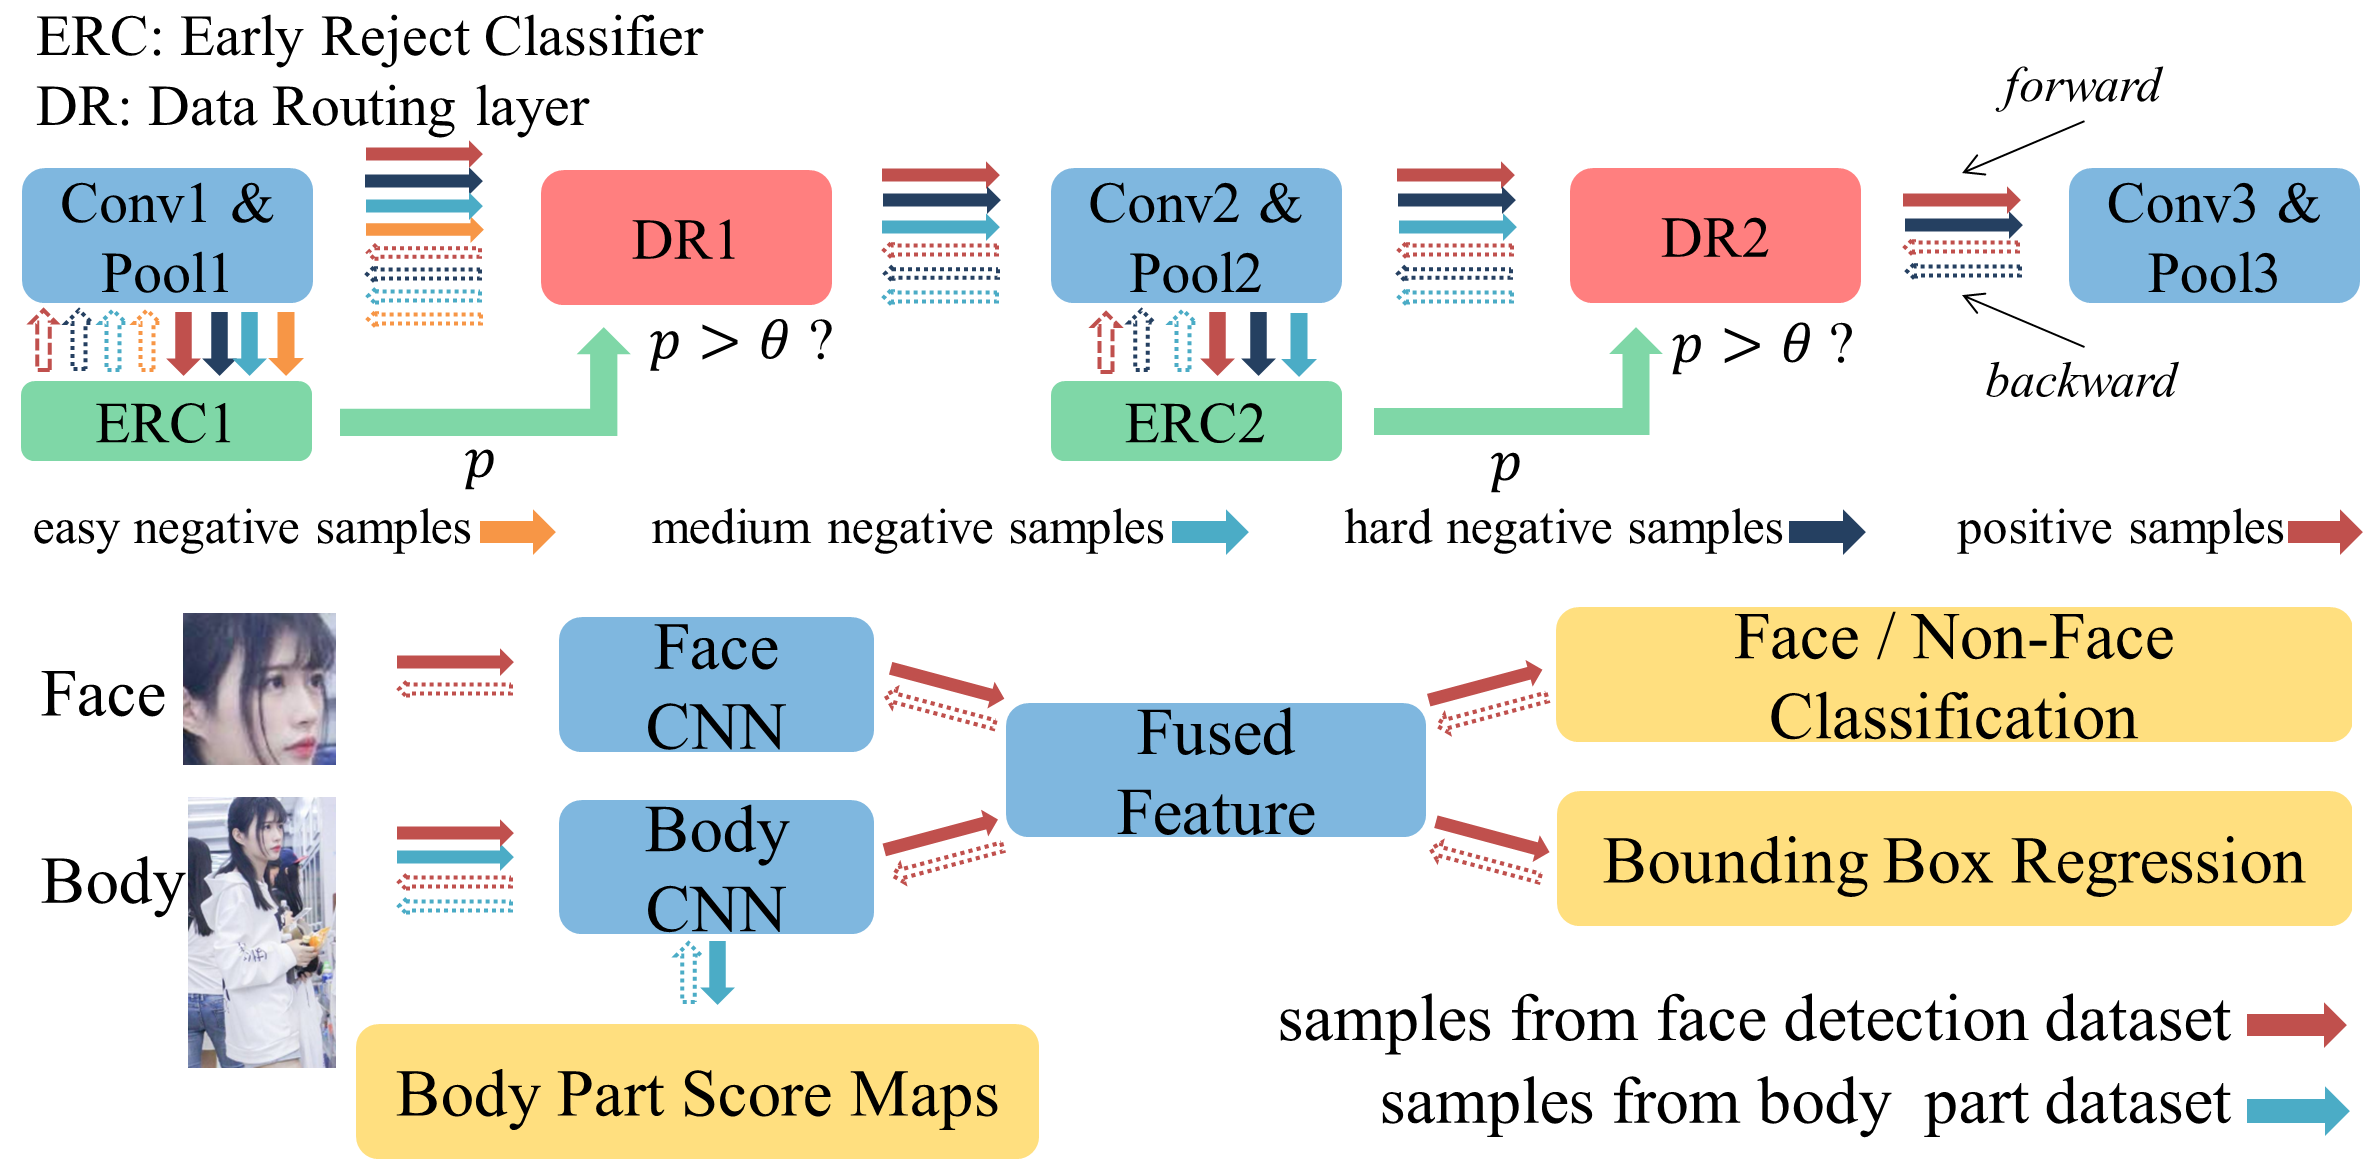 ERC: Early Reject Classifier
DR: Data Routing layer
forward
Conv1 &
Pool1
DR1
Conv2 &
Pool2
DR2
Conv3 &
Pool3
p > θ ?
p > θ ?
backward
ERC1
ERC2
p
p
easy negative samples
medium negative samples
hard negative samples
positive samples
Face
Face
CNN
Face / Non-Face
Classification
Fused
Feature
Body
Body
CNN
Bounding Box Regression
samples from face detection dataset
Body Part Score Maps
samples from body part dataset